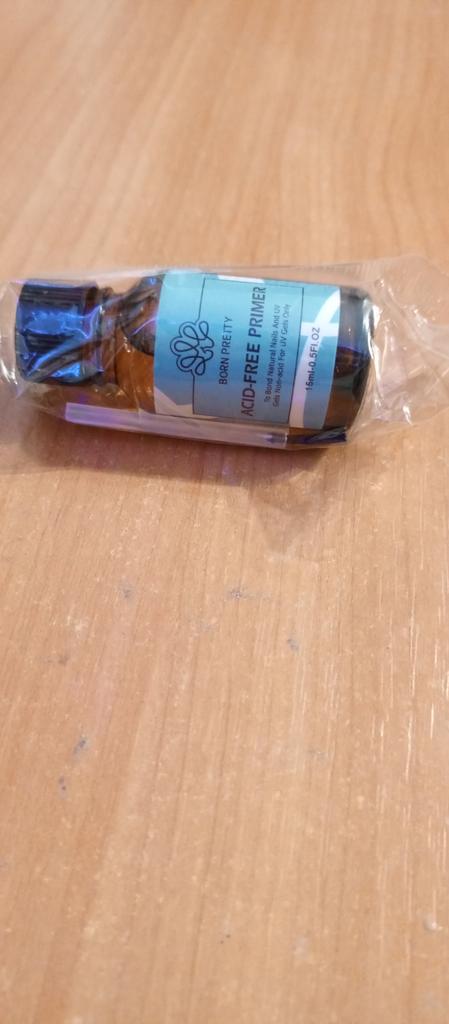 BORN PRETTY
ACID-FREE PRIMER
To Bond Natural Nails And UV
Gels Non-acid For UV Gels Only
15ml-0.5FL.OZ